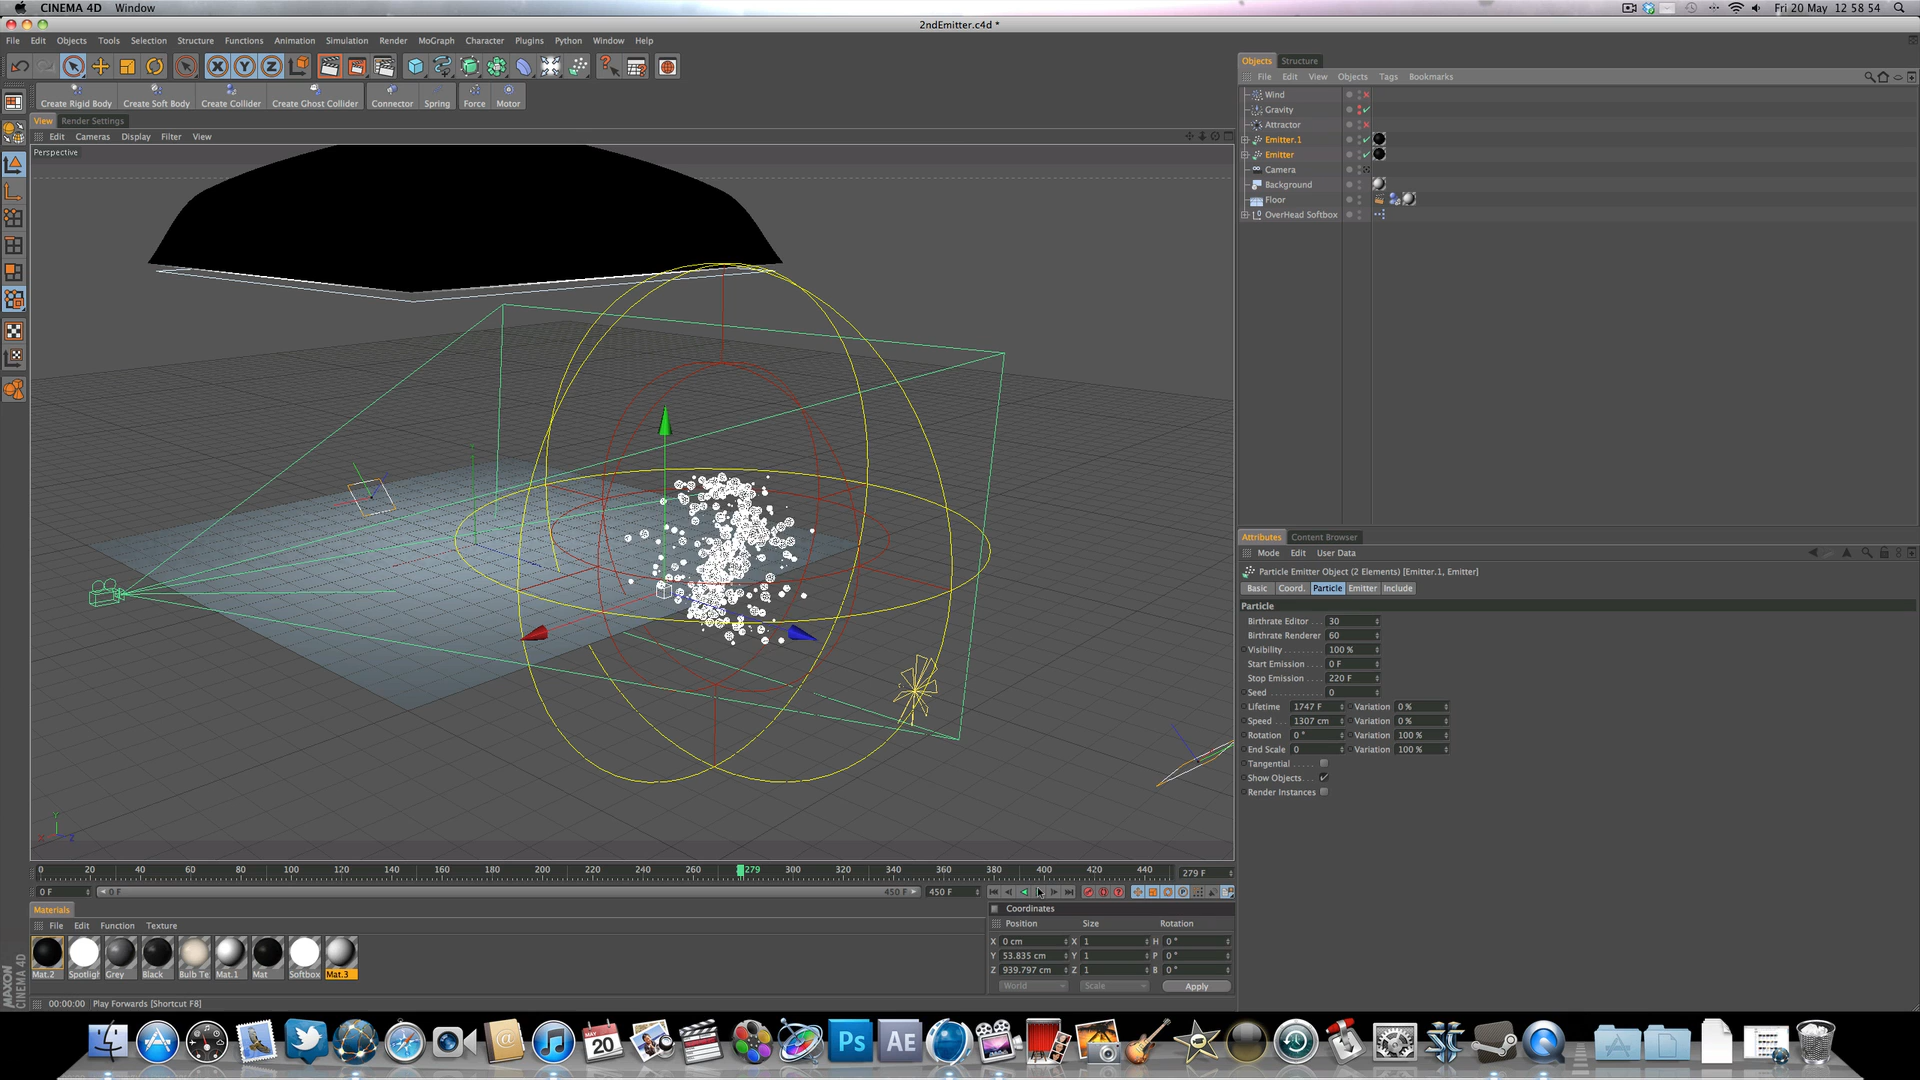 CINEMA 4D Window Fri 20 May 12 58 54
2ndEmitter.c4d *
File Edit Objects Tools Selection Structure Functions Animation Simulation Render MoGraph Character Plugins Python Window Help
X Y Z
Create Rigid Body Create Soft Body Create Collider Create Ghost Collider Connector Spring Force Motor
View Render Settings
Edit Cameras Display Filter View
Perspective
Objects Structure
File Edit View Objects Tags Bookmarks
Wind
Gravity
Attractor
Emitter.1
Emitter
Camera
Background
Floor
OverHead Softbox
Attributes Content Browser
Mode Edit User Data
Particle Emitter Object (2 Elements) [Emitter.1, Emitter]
Basic Coord. Particle Emitter Include
Particle
Birthrate Editor . . . 30
Birthrate Renderer 60
Visibility . . . . . . . . 100 %
Start Emission . . . . 0 F
Stop Emission . . . . 220 F
Seed . . . . . . . . . . . . 0
Lifetime 1747 F Variation 0 %
Speed . 1307 cm Variation 0 %
Rotation 0 ° Variation 100 %
End Scale 0 Variation 100 %
Tangential . . . . . .
Show Objects . . .
Render Instances
Y
X Z
0 20 40 60 80 100 120 140 160 180 200 220 240 260 279 300 320 340 360 380 400 420 440 279 F
0 F 0 F 450 F 450 F
Materials
File Edit Function Texture
Mat.2 Spotligh Grey Black Bulb Te Mat.1 Mat Softbox Mat.3
Coordinates
Position Size Rotation
X 0 cm X 1 H 0 °
Y 53.835 cm Y 1 P 0 °
Z 939.797 cm Z 1 B 0 °
World Scale Apply
MAXON
CINEMA 4D
00:00:00 Play Forwards [Shortcut F8]
MAY
20
Ps AE